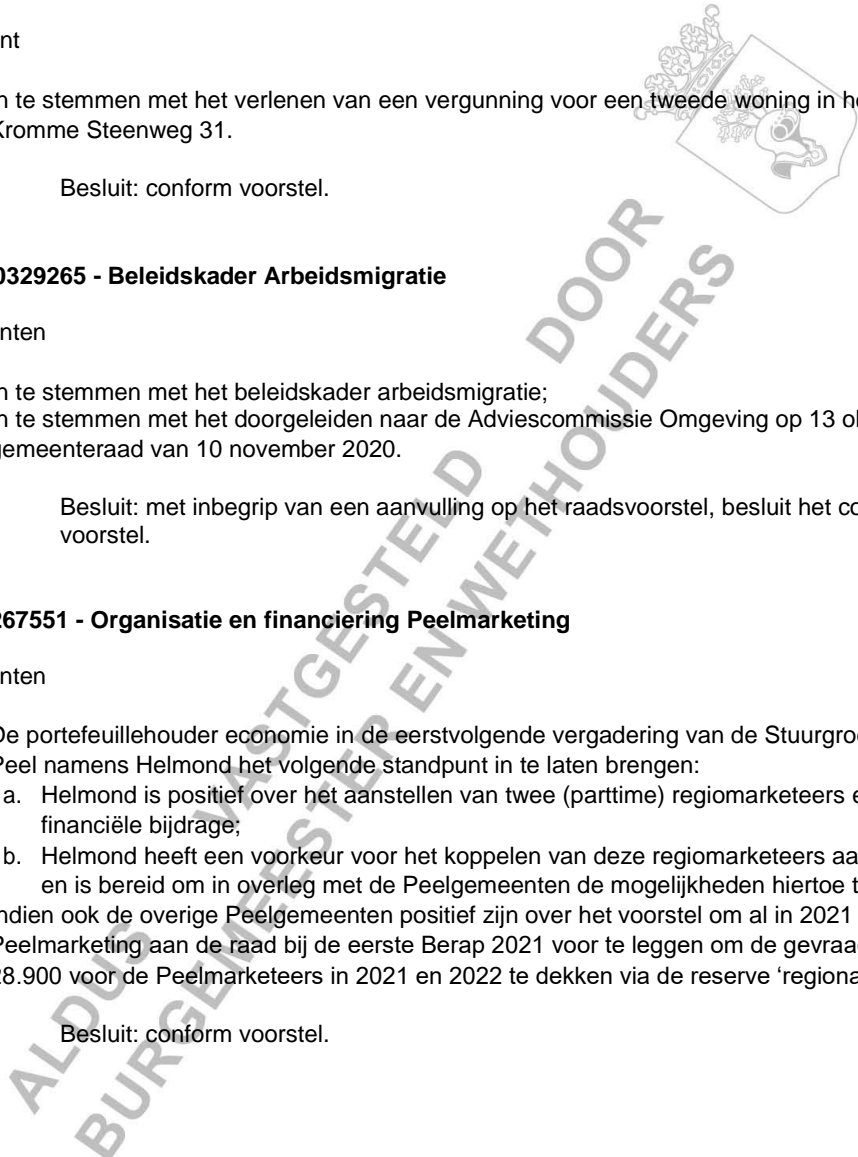 nt
n te stemmen met het verlenen van een vergunning voor een tweede woning in he
Kromme Steenweg 31.
Besluit: conform voorstel.
0329265 - Beleidskader Arbeidsmigratie
nten
n te stemmen met het beleidskader arbeidsmigratie;
n te stemmen met het doorgeleiden naar de Adviescommissie Omgeving op 13 ok
gemeenteraad van 10 november 2020.
Besluit: met inbegrip van een aanvulling op het raadsvoorstel, besluit het co
voorstel.
267551 - Organisatie en financiering Peelmarketing
nten
De portefeuillehouder economie in de eerstvolgende vergadering van de Stuurgroe
Peel namens Helmond het volgende standpunt in te laten brengen:
a. Helmond is positief over het aanstellen van twee (parttime) regiomarketeers e
financiële bijdrage;
b. Helmond heeft een voorkeur voor het koppelen van deze regiomarketeers aa
en is bereid om in overleg met de Peelgemeenten de mogelijkheden hiertoe t
ndien ook de overige Peelgemeenten positief zijn over het voorstel om al in 2021
Peelmarketing aan de raad bij de eerste Berap 2021 voor te leggen om de gevraa
28.900 voor de Peelmarketeers in 2021 en 2022 te dekken via de reserve ‘regiona
Besluit: conform voorstel.
ALDUS VASTGESTELD DOOR
BURGEMEESTER EN WETHOUDERS